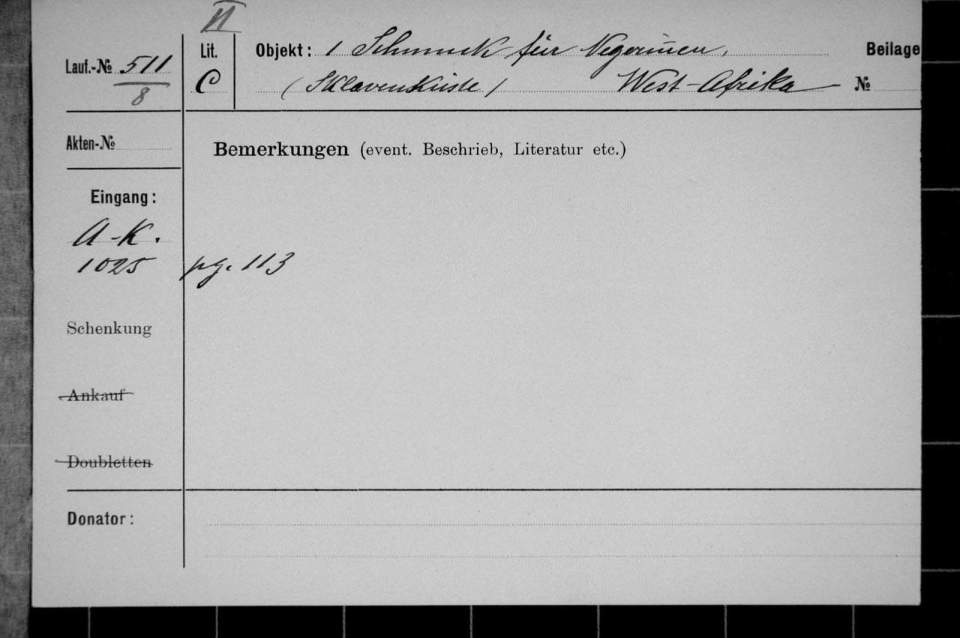 II
Lauf.-№ 511
8
Lit.
C
Objekt: 1 Schmuck für Negerinnen,
(Sklavenküste) West-Afrika
Beilage
№
Akten-№
Bemerkungen (event. Beschrieb, Literatur etc.)
Eingang:
A-K.
1025 pg. 113
Schenkung
Ankauf
Doubletten
Donator: